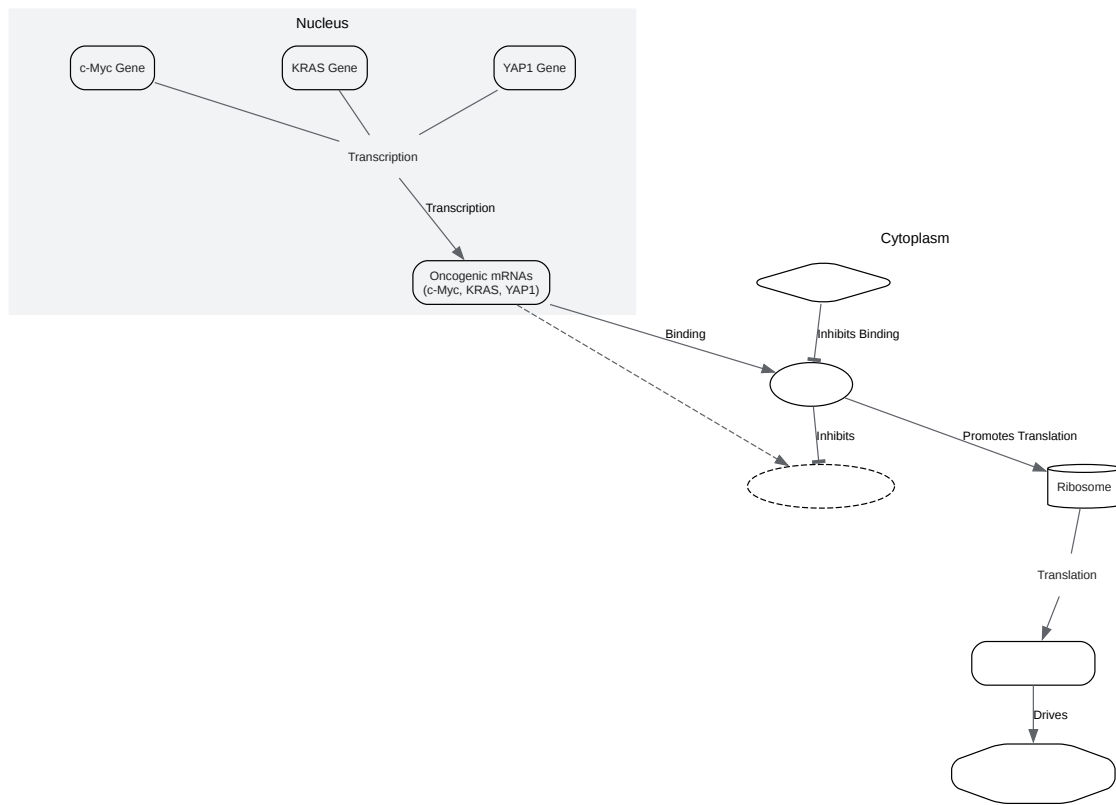 Nucleus
c-Myc Gene
KRAS Gene
YAP1 Gene
Transcription
Transcription
Oncogenic mRNAs
(c-Myc, KRAS, YAP1)
Cytoplasm
Binding
Inhibits Binding
Inhibits
Promotes Translation
Ribosome
Translation
Drives